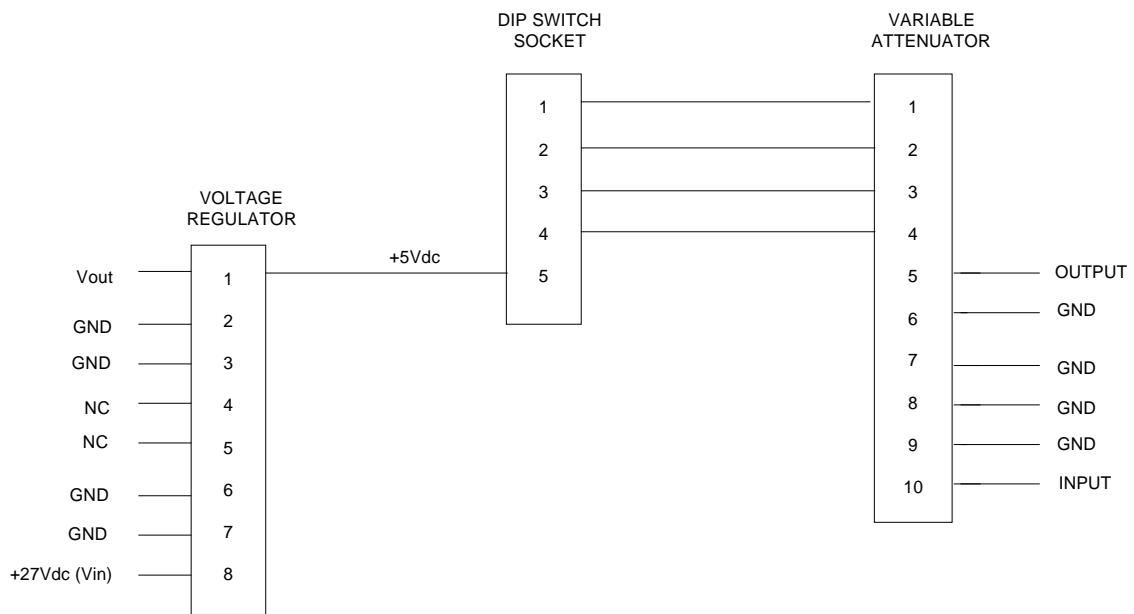 DIP SWITCH
SOCKET
VARIABLE
ATTENUATOR
1
2
3
4
5
1
2
3
4
5
6
7
8
9
10
OUTPUT
GND
GND
GND
GND
INPUT
VOLTAGE
REGULATOR
+5Vdc
Vout
GND
GND
NC
NC
GND
GND
+27Vdc (Vin)
1
2
3
4
5
6
7
8